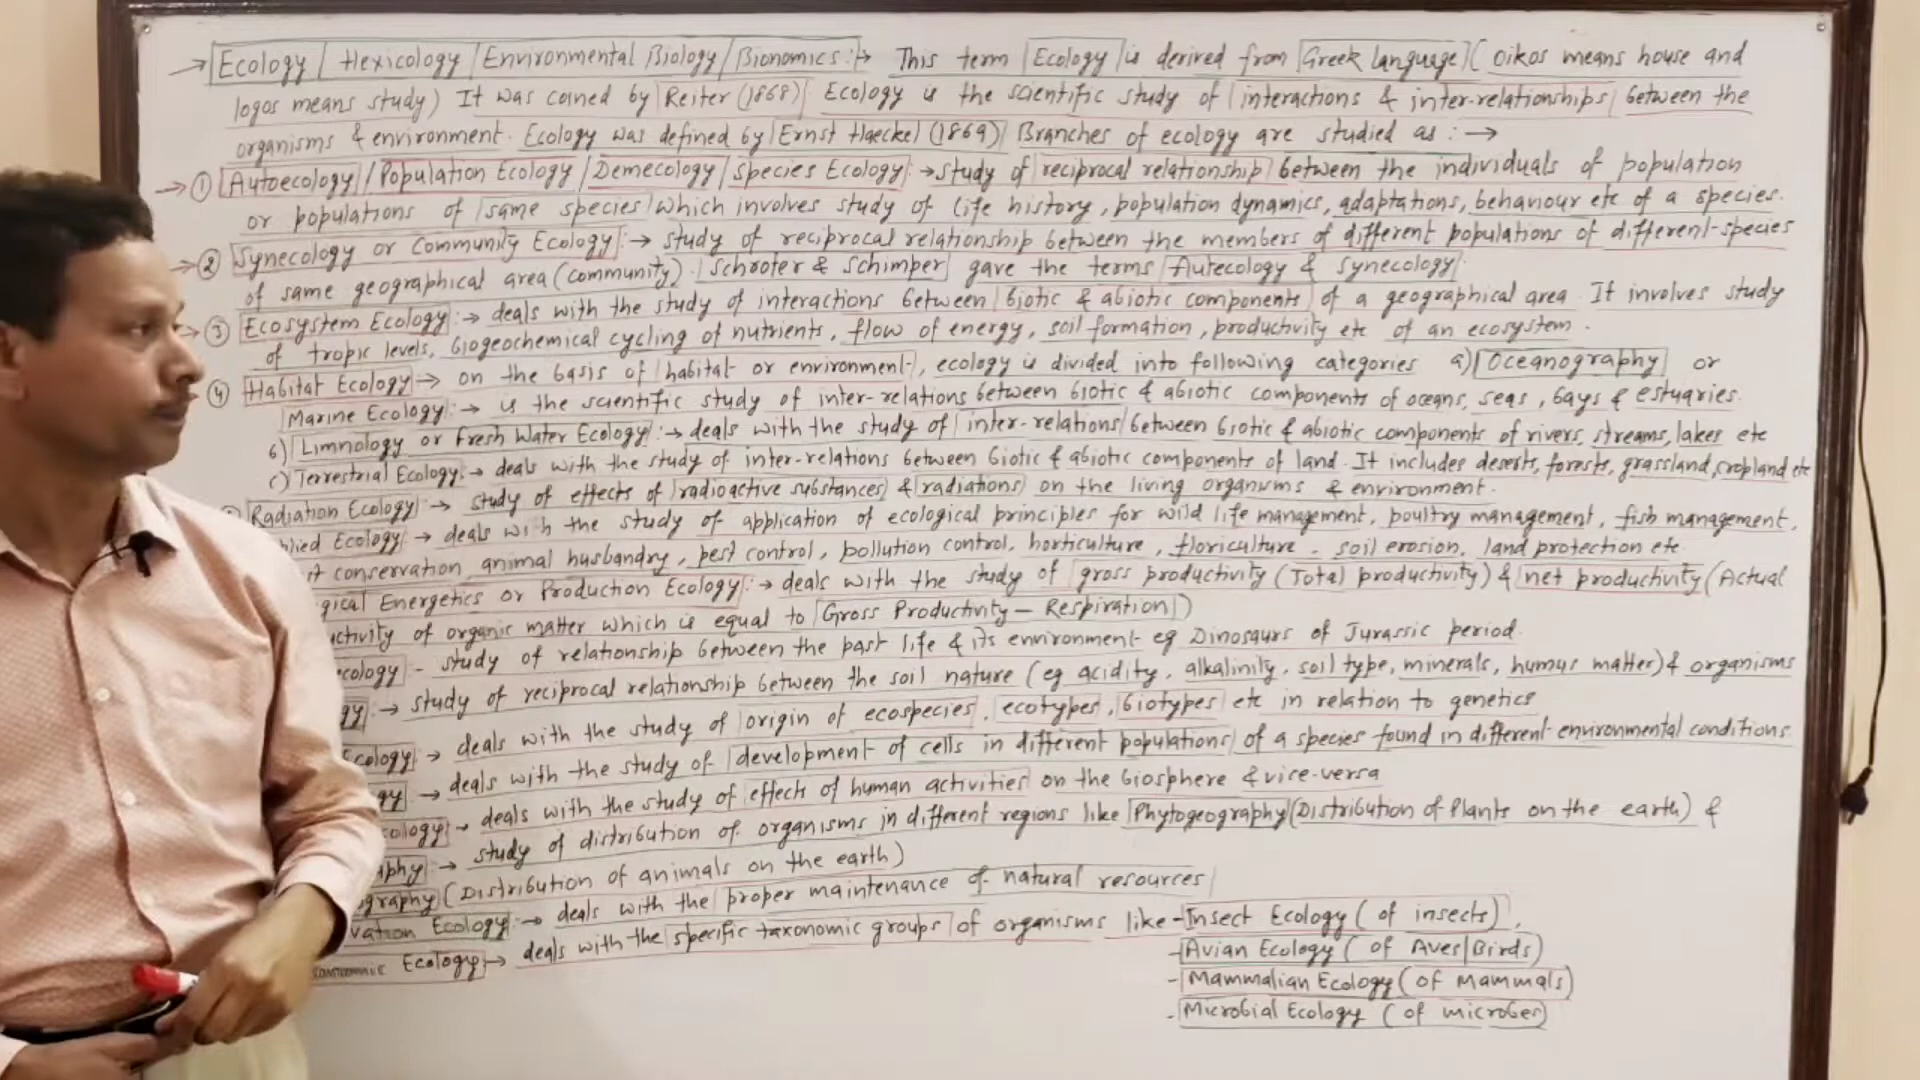 → Ecology / Hexicology / Environmental Biology / Bionomics :→ This term Ecology is derived from Greek language ( oikos means house and
logos means study) It was coined by Reiter (1868) Ecology is the scientific study of interactions & inter-relationships between the
organisms & environment. Ecology was defined by Ernst Haeckel (1869) Branches of ecology are studied as :→
→ ① Autoecology / Population Ecology / Demecology / Species Ecology :→ study of reciprocal relationship between the individuals of population
or populations of same species which involves study of life history, population dynamics, adaptations, behaviour etc of a species.
→ ② Synecology or Community Ecology :→ study of reciprocal relationship between the members of different populations of different species
of same geographical area (community). Schroter & Schimper gave the terms Autecology & Synecology.
→ ③ Ecosystem Ecology :→ deals with the study of interactions between biotic & abiotic components of a geographical area. It involves study
of tropic levels, biogeochemical cycling of nutrients, flow of energy, soil formation, productivity etc of an ecosystem.
④ Habitat Ecology → on the basis of habitat or environment, ecology is divided into following categories a) Oceanography or
Marine Ecology :→ is the scientific study of inter-relations between biotic & abiotic components of oceans, seas, bays & estuaries.
b) Limnology or Fresh Water Ecology :→ deals with the study of inter-relations between biotic & abiotic components of rivers, streams, lakes etc
c) Terrestrial Ecology → deals with the study of inter-relations between biotic & abiotic components of land. It includes deserts, forests, grassland, cropland etc
Radiation Ecology → study of effects of radioactive substances & radiations on the living organisms & environment.
plied Ecology → deals with the study of application of ecological principles for wild life management, poultry management, fish management,
conservation, animal husbandry, pest control, pollution control, horticulture, floriculture, soil erosion, land protection etc.
gical Energetics or Production Ecology :→ deals with the study of gross productivity (Total productivity) & net productivity (Actual
uctivity of organic matter which is equal to Gross Productivity – Respiration)
ecology - study of relationship between the past life & its environment eg Dinosaurs of Jurassic period.
gy :→ study of reciprocal relationship between the soil nature (eg acidity, alkalinity, soil type, minerals, humus matter) & organisms
Ecology → deals with the study of origin of ecospecies, ecotypes, biotypes etc in relation to genetics
gy → deals with the study of development of cells in different populations of a species found in different environmental conditions.
cology → deals with the study of effects of human activities on the biosphere & vice-versa
aphy → study of distribution of organisms in different regions like Phytogeography (Distribution of Plants on the earth) &
ography (Distribution of animals on the earth)
vation Ecology :→ deals with the proper maintenance of natural resources
Ecology → deals with the specific taxonomic groups of organisms like - Insect Ecology ( of insects),
- Avian Ecology ( of Aves/Birds)
- Mammalian Ecology ( of Mammals)
- Microbial Ecology ( of microbes)